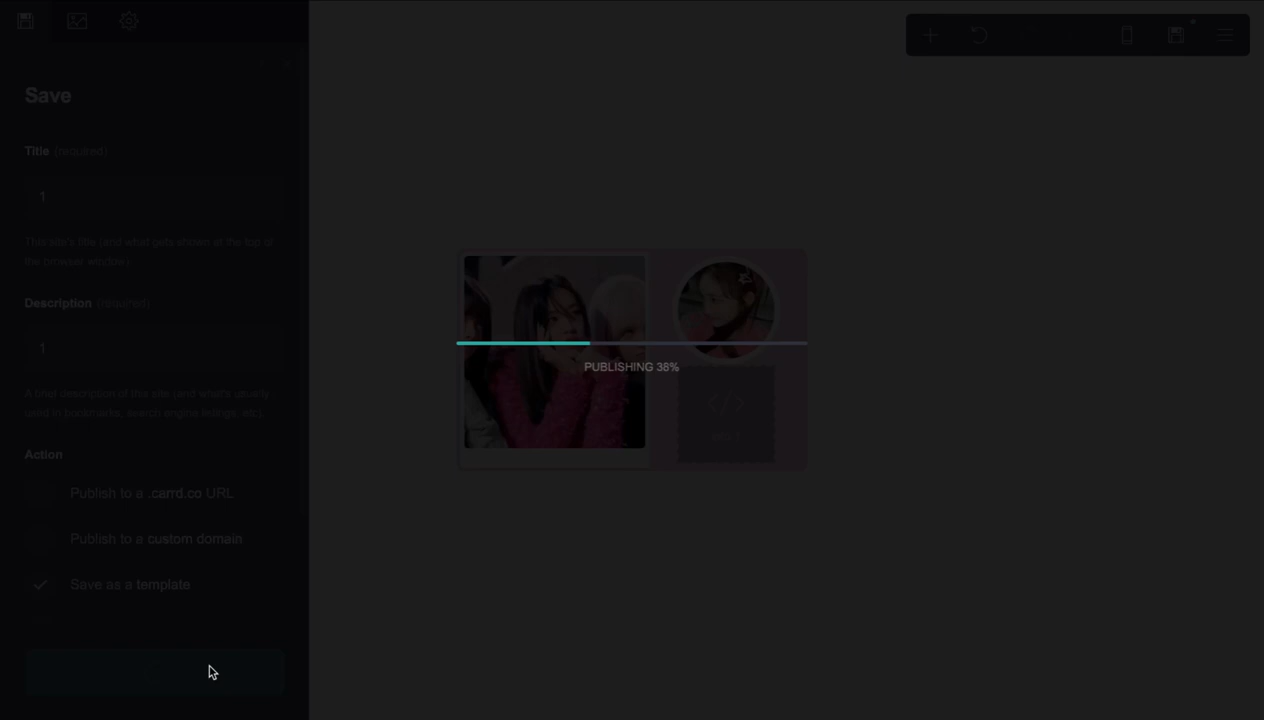 Save
Title (required)
1
This site's title (and what gets shown at the top of
the browser window).
Description (required)
1
A brief description of this site (and what's usually
used in bookmarks, search engine listings, etc).
Action
Publish to a .carrd.co URL
Publish to a custom domain
Save as a template
PUBLISHING 38%
<//>